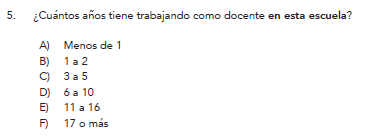 5. ¿Cuántos años tiene trabajando como docente en esta escuela?
A) Menos de 1
B) 1 a 2
C) 3 a 5
D) 6 a 10
E) 11 a 16
F) 17 o más